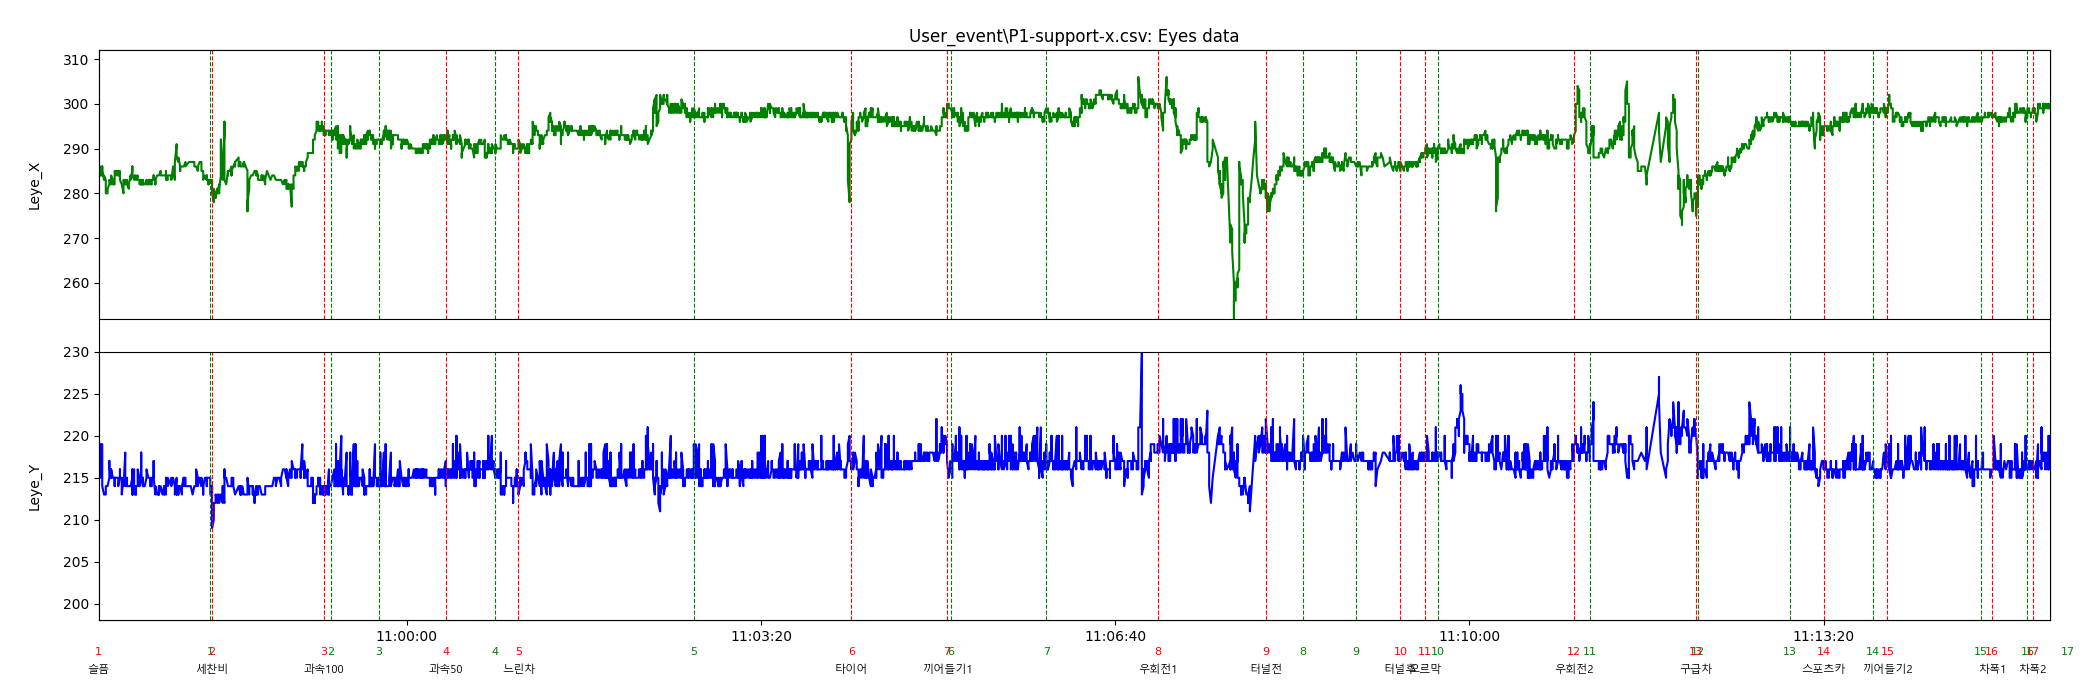 User_event\P1-support-x.csv: Eyes data
310
300
290
280
270
260
Leye_X
230
225
220
215
210
205
200
Leye_Y
11:00:00 11:03:20 11:06:40 11:10:00 11:13:20
1 1 2 3 2 3 4 4 5 5 6 7 6 7 8 9 8 9 10 11 10 12 11 13 12 13 14 14 15 15 16 16 17 17
슬픔 세찬비 과속100 과속50 느린차 타이어 끼어들기1 우회전1 터널전 터널후 오르막 우회전2 구급차 스포츠카 끼어들기2 차폭1 차폭2